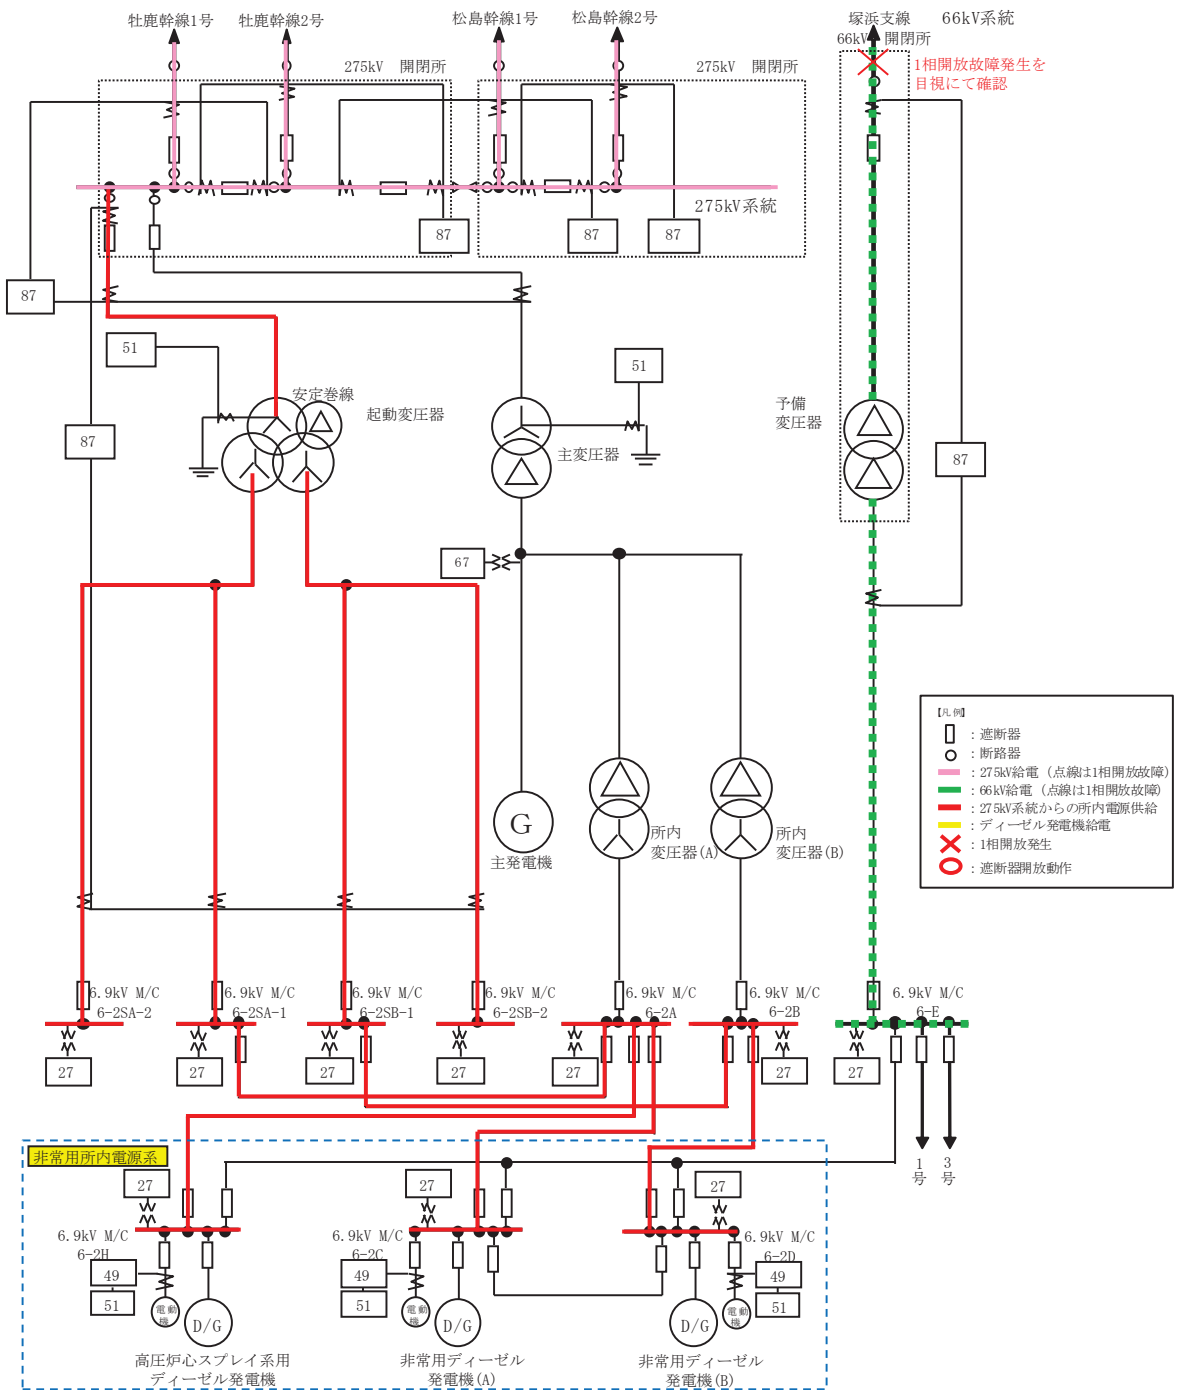 牡鹿幹線1号
牡鹿幹線2号
松島幹線1号
松島幹線2号
塚浜支線
66kV系統
66kV 開閉所
275kV 開閉所
275kV 開閉所
1相開放故障発生を
目視にて確認
275kV系統
87
87
87
87
51
51
安定巻線
起動変圧器
主変圧器
予備
変圧器
87
87
67
G
主発電機
所内
変圧器(A)
所内
変圧器(B)
【凡例】
：遮断器
：断路器
：275kV給電（点線は1相開放故障）
：66kV給電（点線は1相開放故障）
：275kV系統からの所内電源供給
：ディーゼル発電機給電
：1相開放発生
：遮断器開放動作
6.9kV M/C
6-2SA-2
6.9kV M/C
6-2SA-1
6.9kV M/C
6-2SB-1
6.9kV M/C
6-2SB-2
6.9kV M/C
6-2A
6.9kV M/C
6-2B
6.9kV M/C
6-E
27
27
27
27
27
27
27
非常用所内電源系
1
号
3
号
27
27
27
6.9kV M/C
6-2H
6.9kV M/C
6-2C
6.9kV M/C
6-2D
49
51
49
51
49
51
電動
機
D/G
電動
機
D/G
D/G
電動
機
高圧炉心スプレイ系用
ディーゼル発電機
非常用ディーゼル
発電機(A)
非常用ディーゼル
発電機(B)